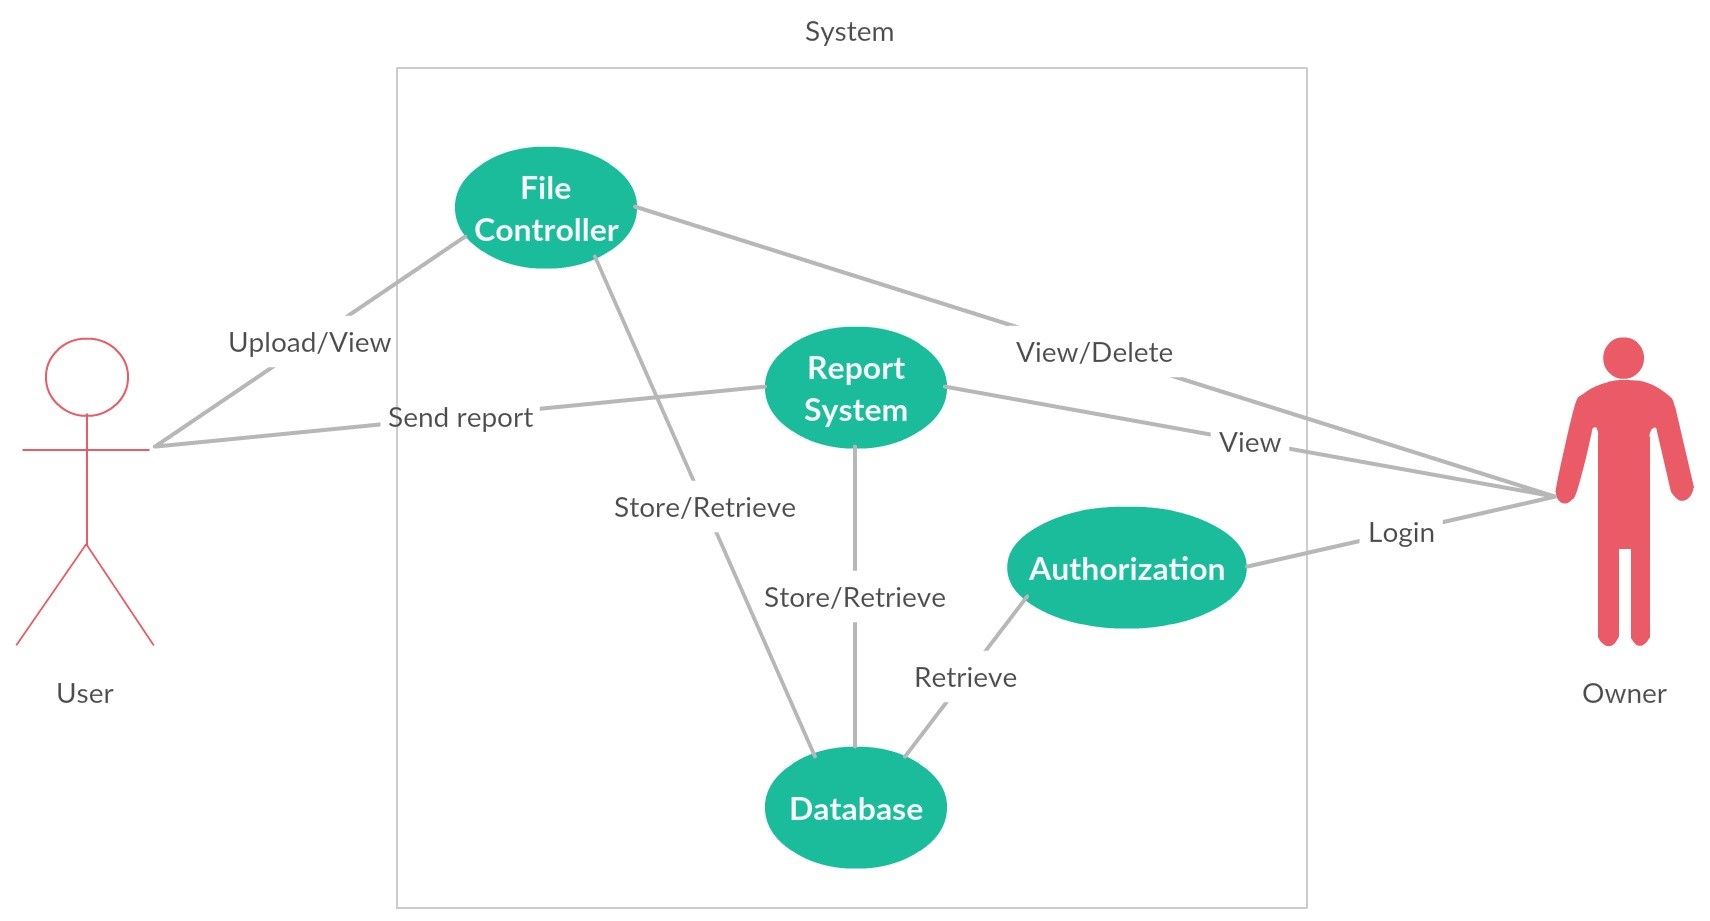 System
File
Controller
Upload/View
View/Delete
Report
System
Send report
View
Store/Retrieve
Login
Authorization
Store/Retrieve
Retrieve
User
Owner
Database